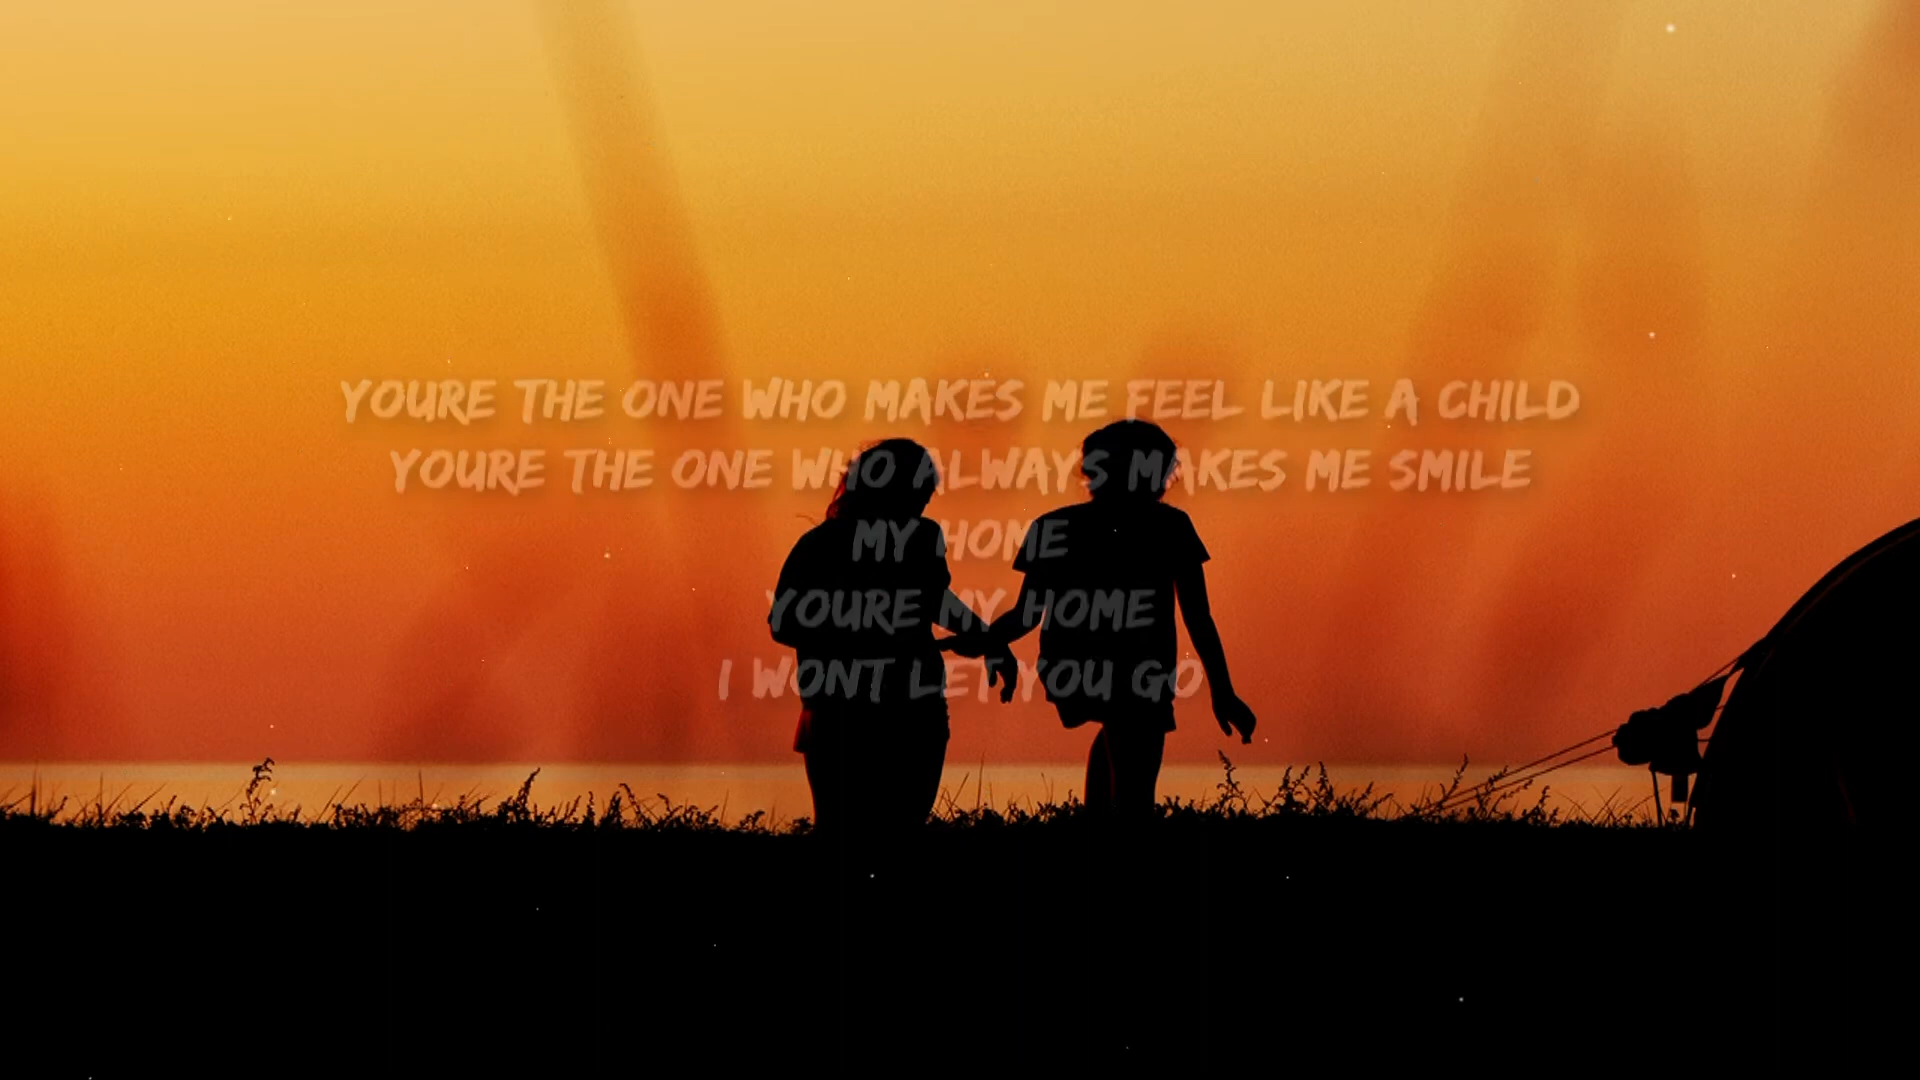 YOURE THE ONE WHO MAKES ME FEEL LIKE A CHILD
YOURE THE ONE WHO ALWAYS MAKES ME SMILE
MY HOME
YOURE MY HOME
I WONT LET YOU GO